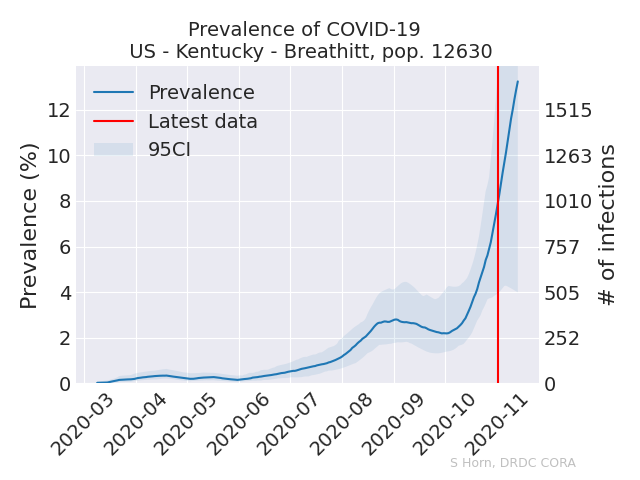 Prevalence of COVID-19
US - Kentucky - Breathitt, pop. 12630
Prevalence
Latest data
95CI
Prevalence (%)
12
10
8
6
4
2
0
1515
1263
1010
757
505
252
0
# of infections
2020-03
2020-04
2020-05
2020-06
2020-07
2020-08
2020-09
2020-10
2020-11
S Horn, DRDC CORA